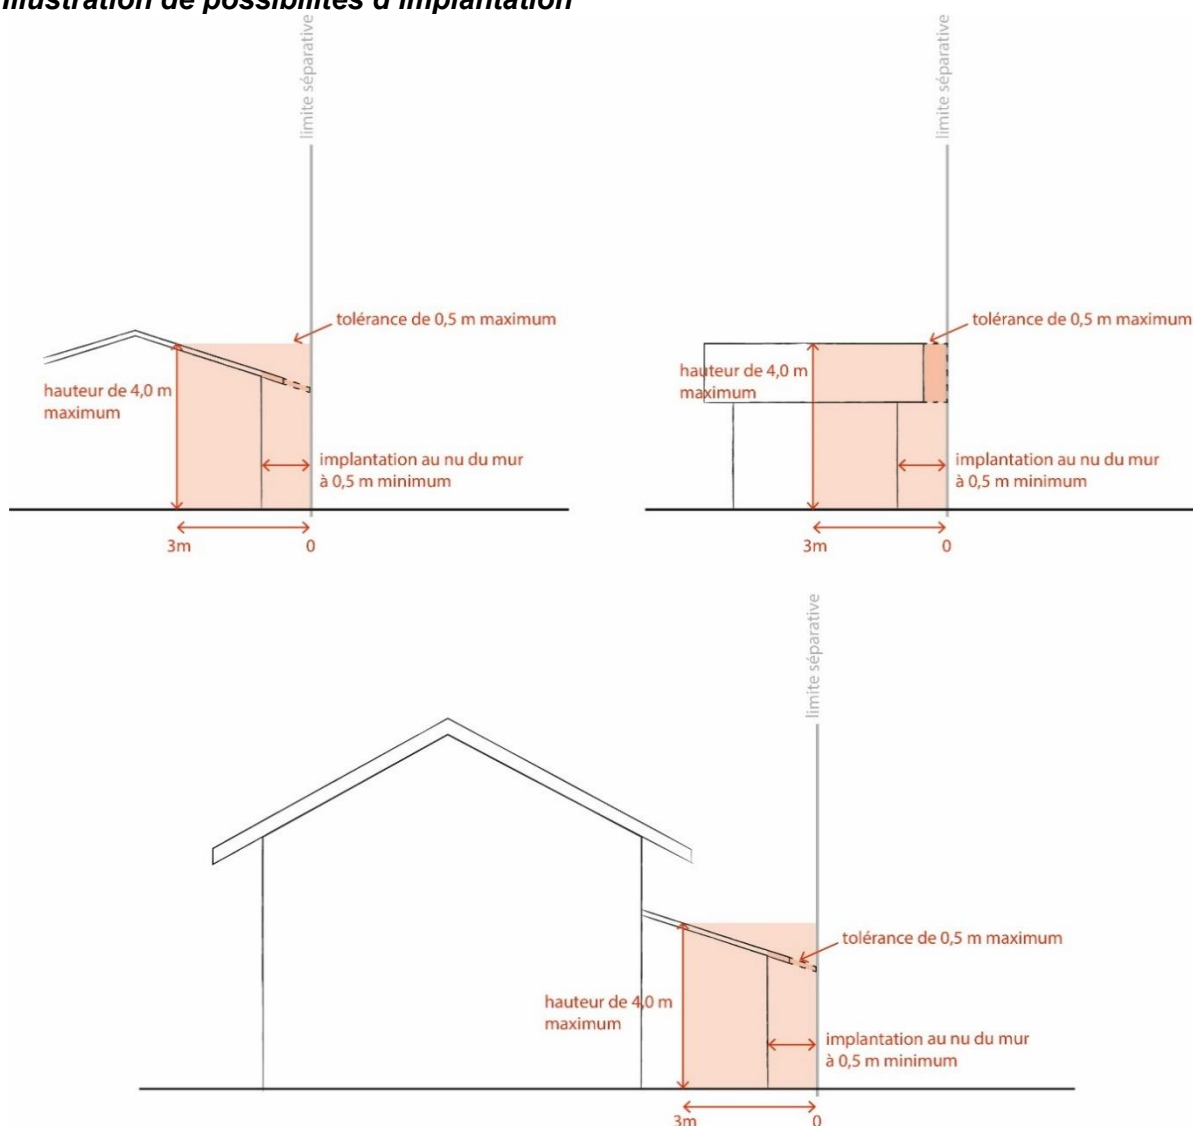 Illustration de possibilités d'implantation
limite séparative
tolérance de 0,5 m maximum
hauteur de 4,0 m
maximum
implantation au nu du mur
à 0,5 m minimum
3m
0
limite séparative
tolérance de 0,5 m maximum
hauteur de 4,0 m
maximum
implantation au nu du mur
à 0,5 m minimum
3m
0
limite séparative
tolérance de 0,5 m maximum
hauteur de 4,0 m
maximum
implantation au nu du mur
à 0,5 m minimum
3m
0